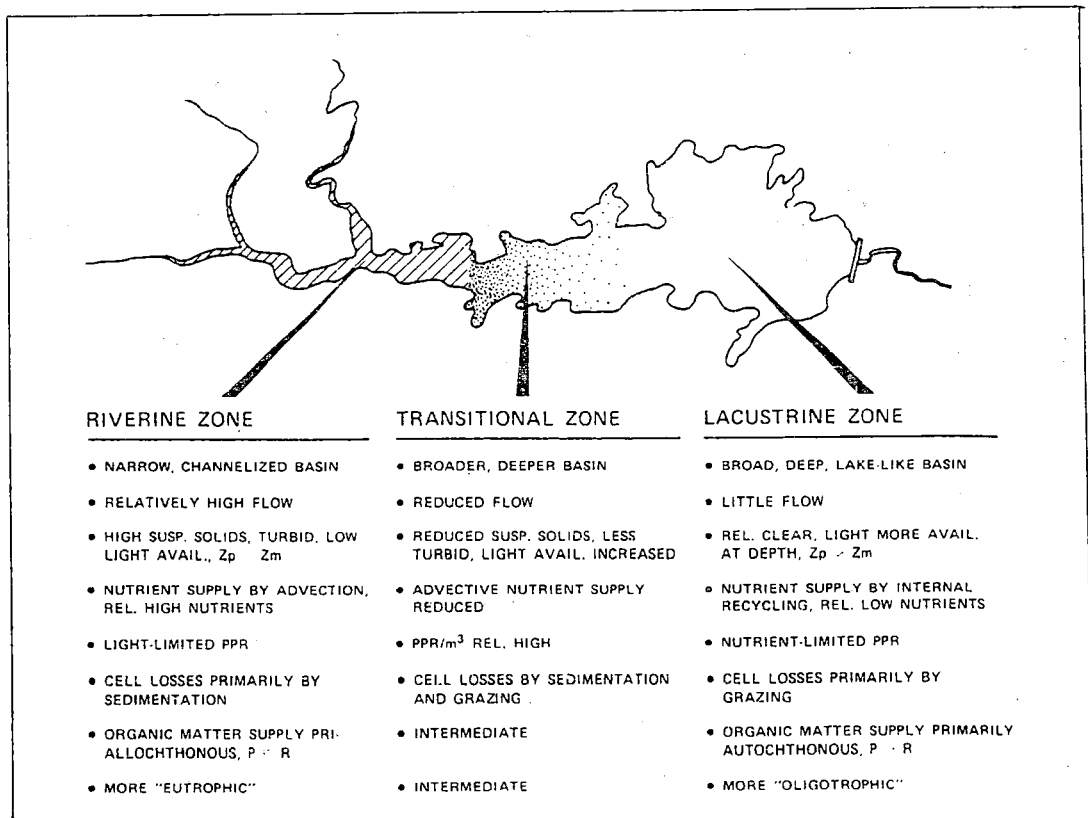 RIVERINE ZONE
• NARROW, CHANNELIZED BASIN
• RELATIVELY HIGH FLOW
• HIGH SUSP. SOLIDS, TURBID, LOW
LIGHT AVAIL., Zp Zm
• NUTRIENT SUPPLY BY ADVECTION,
REL. HIGH NUTRIENTS
• LIGHT-LIMITED PPR
• CELL LOSSES PRIMARILY BY
SEDIMENTATION
• ORGANIC MATTER SUPPLY PRI-
ALLOCHTHONOUS, P R
• MORE "EUTROPHIC"
TRANSITIONAL ZONE
• BROADER, DEEPER BASIN
• REDUCED FLOW
• REDUCED SUSP. SOLIDS, LESS
TURBID, LIGHT AVAIL. INCREASED
• ADVECTIVE NUTRIENT SUPPLY
REDUCED
• PPR/m³ REL. HIGH
• CELL LOSSES BY SEDIMENTATION
AND GRAZING
• INTERMEDIATE
• INTERMEDIATE
LACUSTRINE ZONE
• BROAD, DEEP, LAKE-LIKE BASIN
• LITTLE FLOW
• REL. CLEAR, LIGHT MORE AVAIL.
AT DEPTH, Zp Zm
• NUTRIENT SUPPLY BY INTERNAL
RECYCLING, REL. LOW NUTRIENTS
• NUTRIENT-LIMITED PPR
• CELL LOSSES PRIMARILY BY
GRAZING
• ORGANIC MATTER SUPPLY PRIMARILY
AUTOCHTHONOUS, P R
• MORE "OLIGOTROPHIC"